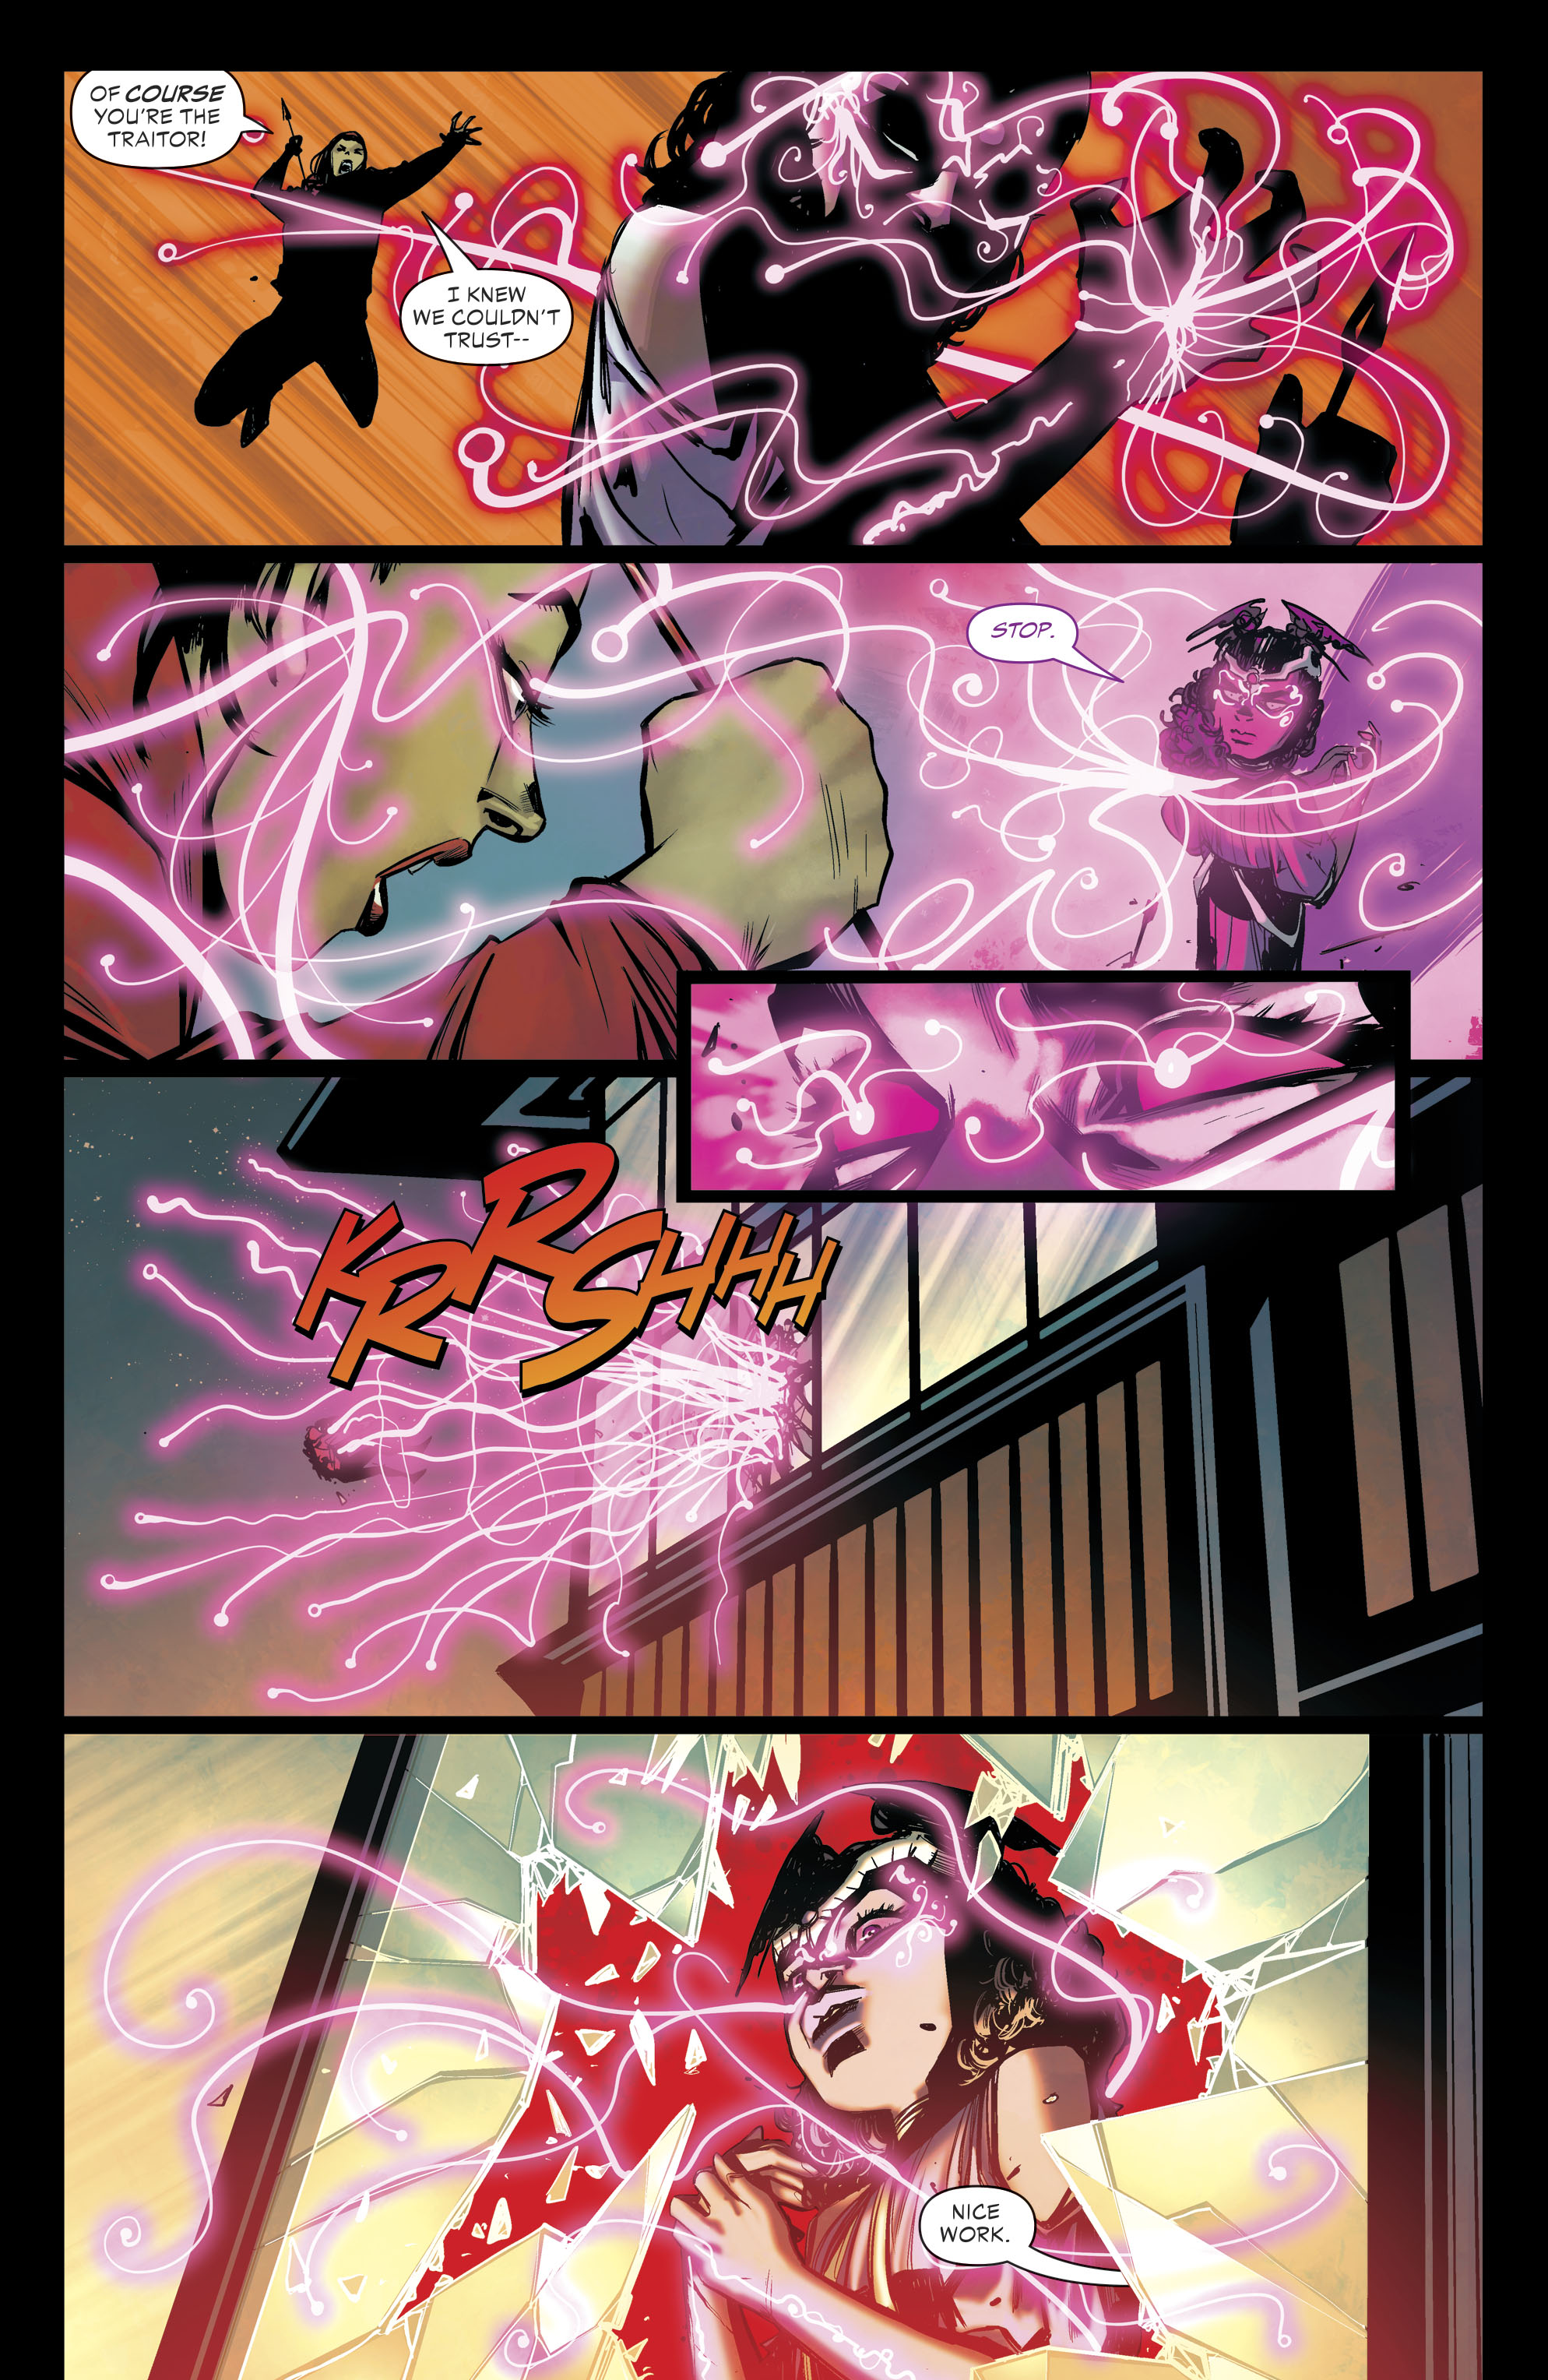 OF COURSE
YOU'RE THE
TRAITOR!
I KNEW
WE COULDN'T
TRUST--
STOP.
KRRSHHH
NICE
WORK.